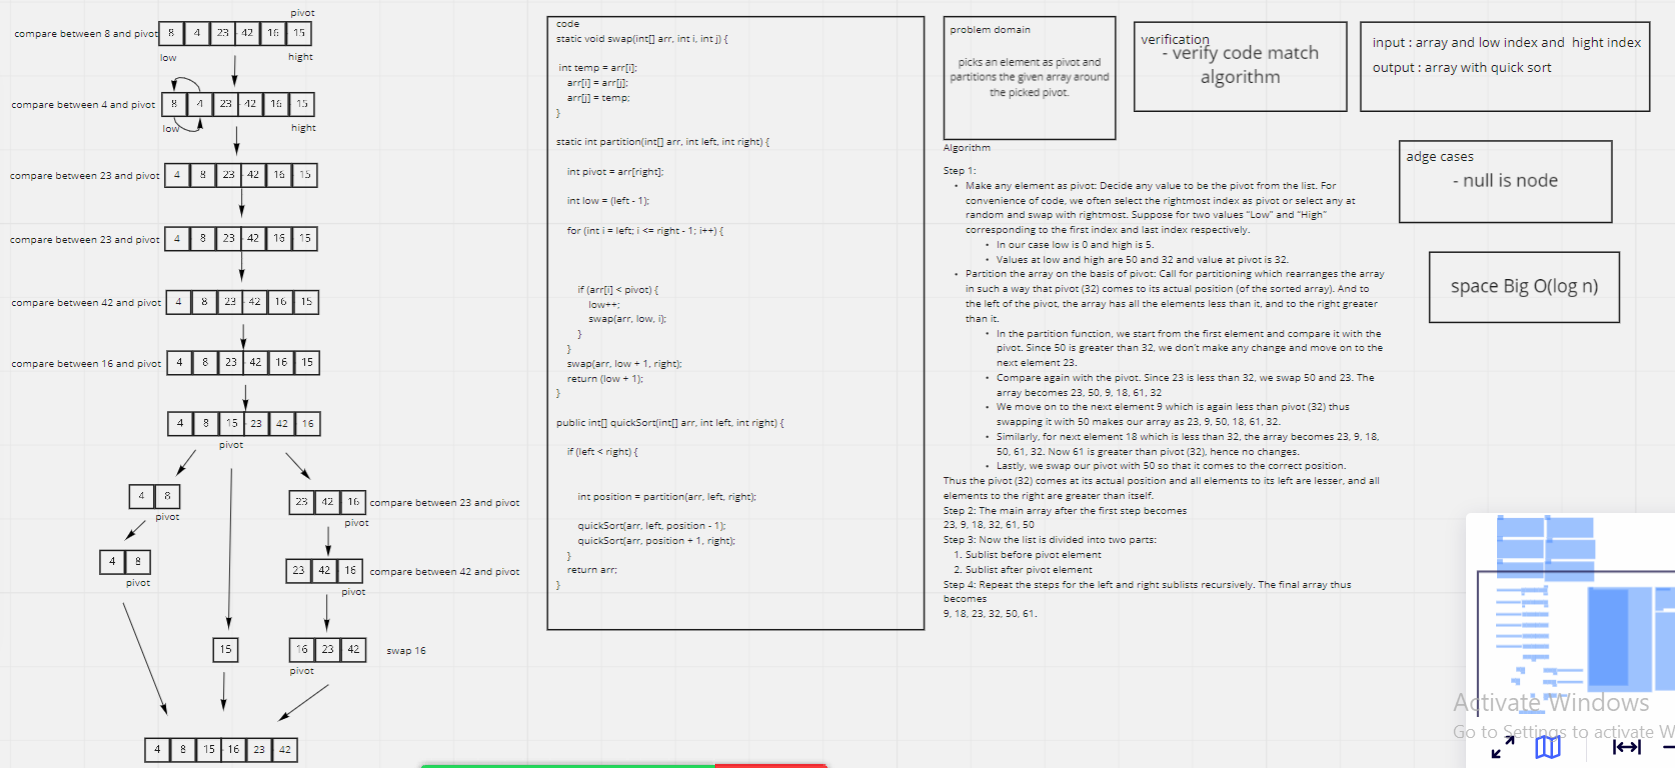 pivot
compare between 8 and pivot
8 4 23 42 16 15
low hight
compare between 4 and pivot
8 4 23 42 16 15
low hight
compare between 23 and pivot
4 8 23 42 16 15
compare between 23 and pivot
4 8 23 42 16 15
compare between 42 and pivot
4 8 23 42 16 15
compare between 16 and pivot
4 8 23 42 16 15
4 8 15 23 42 16
pivot
4 8
pivot
23 42 16
compare between 23 and pivot
pivot
4 8
pivot
23 42 16
compare between 42 and pivot
pivot
15
16 23 42
swap 16
pivot
4 8 15 16 23 42
code
static void swap(int[] arr, int i, int j) {
int temp = arr[i];
arr[i] = arr[j];
arr[j] = temp;
}
static int partition(int[] arr, int left, int right) {
int pivot = arr[right];
int low = (left - 1);
for (int i = left; i <= right - 1; i++) {
if (arr[i] < pivot) {
low++;
swap(arr, low, i);
}
}
swap(arr, low + 1, right);
return (low + 1);
}
public int[] quickSort(int[] arr, int left, int right) {
if (left < right) {
int position = partition(arr, left, right);
quickSort(arr, left, position - 1);
quickSort(arr, position + 1, right);
}
return arr;
}
problem domain
picks an element as pivot and
partitions the given array around
the picked pivot.
verification
- verify code match
algorithm
input : array and low index and hight index
output : array with quick sort
adge cases
- null is node
space Big O(log n)
Algorithm
Step 1:
• Make any element as pivot: Decide any value to be the pivot from the list. For
convenience of code, we often select the rightmost index as pivot or select any at
random and swap with rightmost. Suppose for two values "Low" and "High"
corresponding to the first index and last index respectively.
• In our case low is 0 and high is 5.
• Values at low and high are 50 and 32 and value at pivot is 32.
• Partition the array on the basis of pivot: Call for partitioning which rearranges the array
in such a way that pivot (32) comes to its actual position (of the sorted array). And to
the left of the pivot, the array has all the elements less than it, and to the right greater
than it.
• In the partition function, we start from the first element and compare it with the
pivot. Since 50 is greater than 32, we don't make any change and move on to the
next element 23.
• Compare again with the pivot. Since 23 is less than 32, we swap 50 and 23. The
array becomes 23, 50, 9, 18, 61, 32
• We move on to the next element 9 which is again less than pivot (32) thus
swapping it with 50 makes our array as 23, 9, 50, 18, 61, 32.
• Similarly, for next element 18 which is less than 32, the array becomes 23, 9, 18,
50, 61, 32. Now 61 is greater than pivot (32), hence no changes.
• Lastly, we swap our pivot with 50 so that it comes to the correct position.
Thus the pivot (32) comes at its actual position and all elements to its left are lesser, and all
elements to the right are greater than itself.
Step 2: The main array after the first step becomes
23, 9, 18, 32, 61, 50
Step 3: Now the list is divided into two parts:
1. Sublist before pivot element
2. Sublist after pivot element
Step 4: Repeat the steps for the left and right sublists recursively. The final array thus
becomes
9, 18, 23, 32, 50, 61.
Activate Windows
Go to Settings to activate W